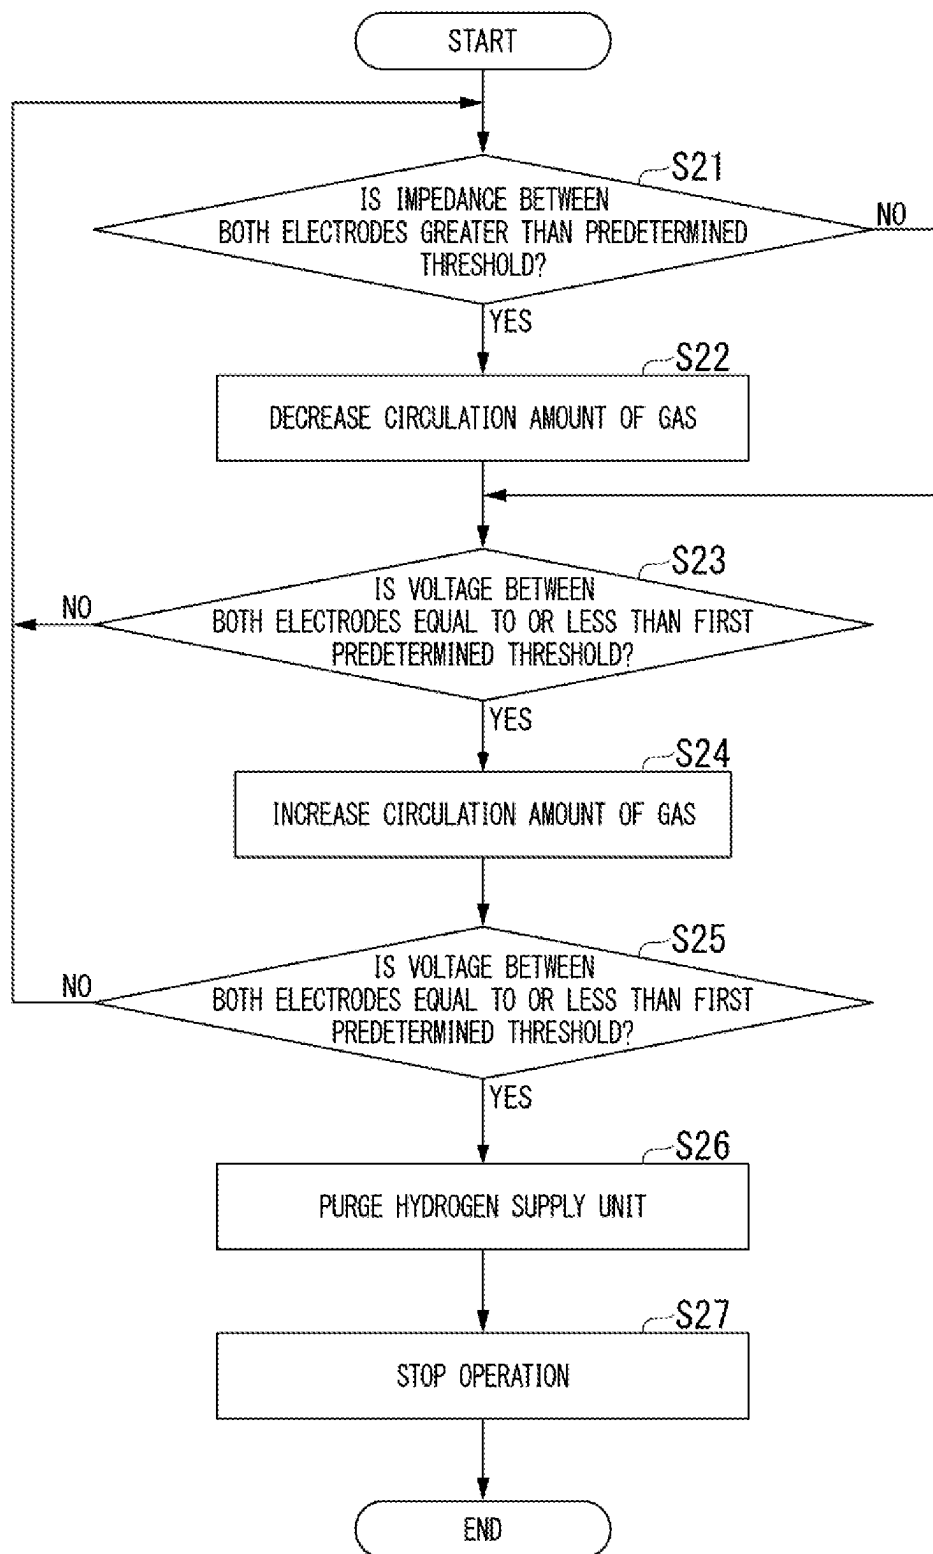 START
S21
IS IMPEDANCE BETWEEN
BOTH ELECTRODES GREATER THAN PREDETERMINED
THRESHOLD?
NO
YES
S22
DECREASE CIRCULATION AMOUNT OF GAS
S23
IS VOLTAGE BETWEEN
BOTH ELECTRODES EQUAL TO OR LESS THAN FIRST
PREDETERMINED THRESHOLD?
NO
YES
S24
INCREASE CIRCULATION AMOUNT OF GAS
S25
IS VOLTAGE BETWEEN
BOTH ELECTRODES EQUAL TO OR LESS THAN FIRST
PREDETERMINED THRESHOLD?
NO
YES
S26
PURGE HYDROGEN SUPPLY UNIT
S27
STOP OPERATION
END